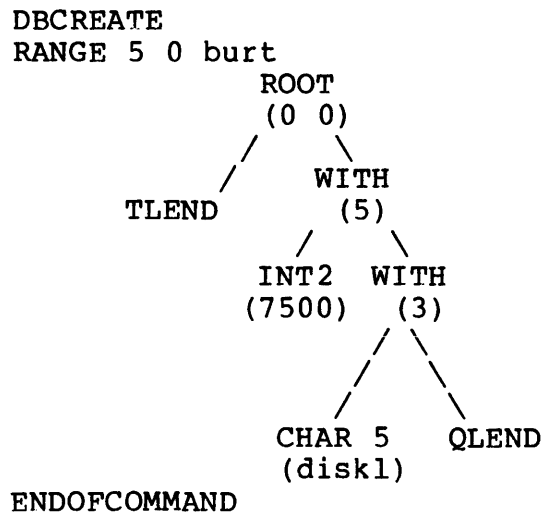 DBCREATE
RANGE 5 0 burt
ROOT
(0 0)
WITH
TLEND (5)
INT2 WITH
(7500) (3)
CHAR 5 QLEND
(disk1)
ENDOFCOMMAND